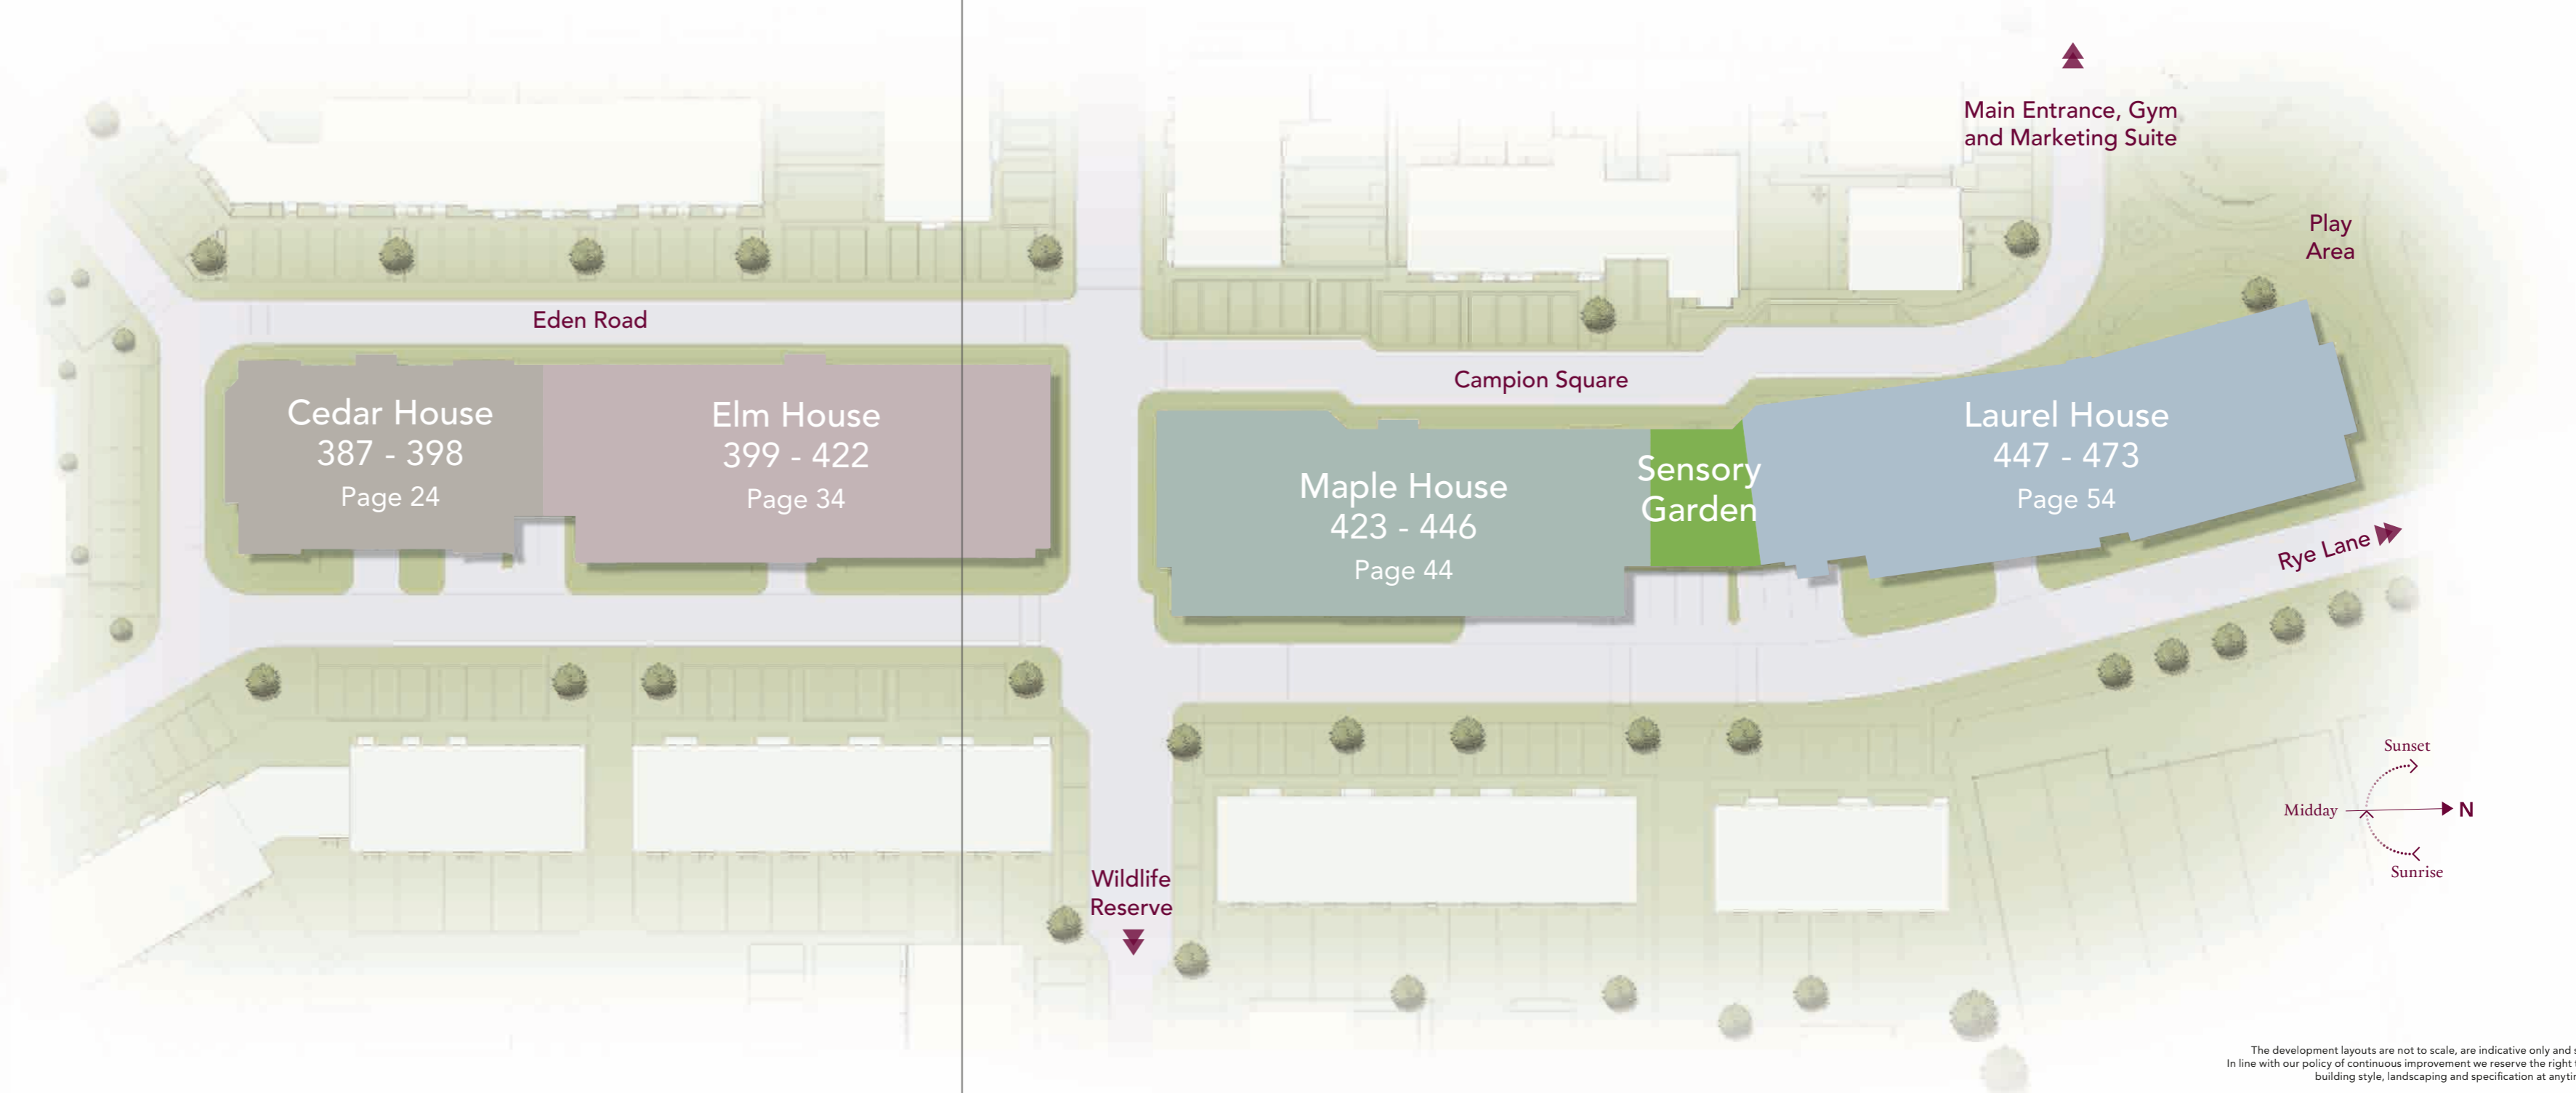 Main Entrance, Gym
and Marketing Suite
Play
Area
Eden Road
Campion Square
Cedar House
387 - 398
Page 24
Elm House
399 - 422
Page 34
Maple House
423 - 446
Page 44
Sensory
Garden
Laurel House
447 - 473
Page 54
Rye Lane
Wildlife
Reserve
Sunset
Midday
N
Sunrise
The development layouts are not to scale, are indicative only and
In line with our policy of continuous improvement we reserve the right
building style, landscaping and specification at